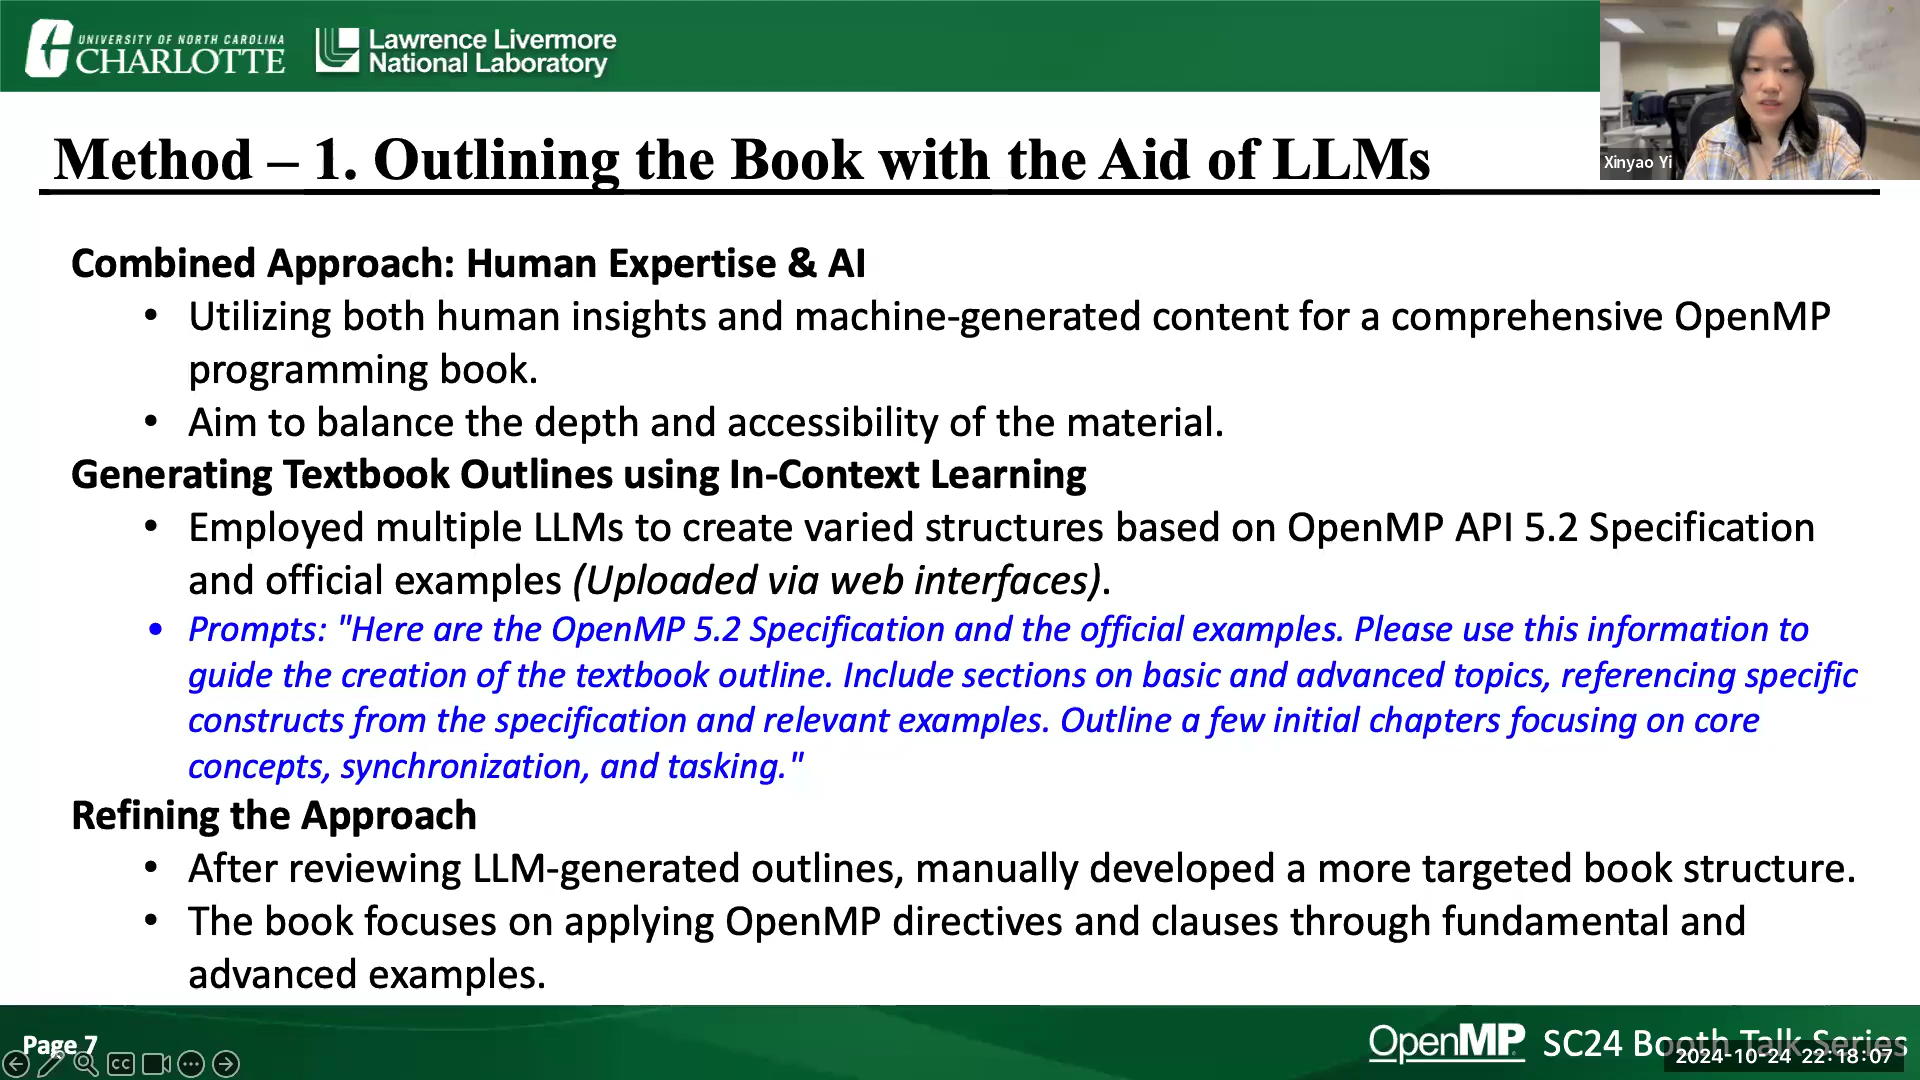 UNIVERSITY OF NORTH CAROLINA
CHARLOTTE
Lawrence Livermore
National Laboratory
Xinyao Yi
Method – 1. Outlining the Book with the Aid of LLMs
Combined Approach: Human Expertise & AI
• Utilizing both human insights and machine-generated content for a comprehensive OpenMP
programming book.
• Aim to balance the depth and accessibility of the material.
Generating Textbook Outlines using In-Context Learning
• Employed multiple LLMs to create varied structures based on OpenMP API 5.2 Specification
and official examples (Uploaded via web interfaces).
• Prompts: "Here are the OpenMP 5.2 Specification and the official examples. Please use this information to
guide the creation of the textbook outline. Include sections on basic and advanced topics, referencing specific
constructs from the specification and relevant examples. Outline a few initial chapters focusing on core
concepts, synchronization, and tasking."
Refining the Approach
• After reviewing LLM-generated outlines, manually developed a more targeted book structure.
• The book focuses on applying OpenMP directives and clauses through fundamental and
advanced examples.
Page 7
CC
OpenMP SC24 Booth Talk Series
2024-10-24 22:18:07